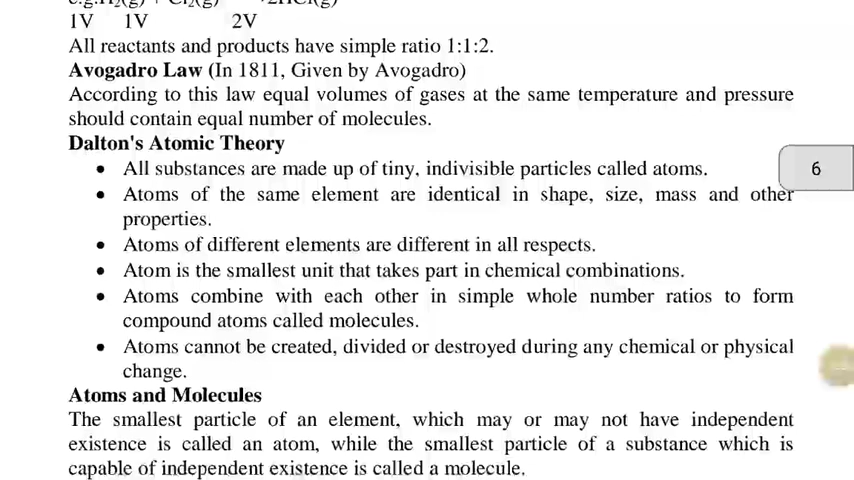 1V 1V 2V
All reactants and products have simple ratio 1:1:2.
Avogadro Law (In 1811, Given by Avogadro)
According to this law equal volumes of gases at the same temperature and pressure
should contain equal number of molecules.
Dalton's Atomic Theory
• All substances are made up of tiny, indivisible particles called atoms.
6
• Atoms of the same element are identical in shape, size, mass and other
properties.
• Atoms of different elements are different in all respects.
• Atom is the smallest unit that takes part in chemical combinations.
• Atoms combine with each other in simple whole number ratios to form
compound atoms called molecules.
• Atoms cannot be created, divided or destroyed during any chemical or physical
change.
Atoms and Molecules
The smallest particle of an element, which may or may not have independent
existence is called an atom, while the smallest particle of a substance which is
capable of independent existence is called a molecule.